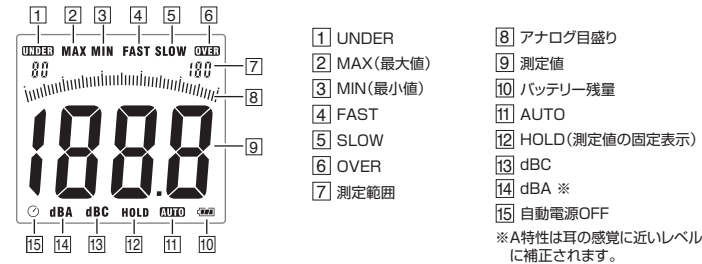 1 2 3 4 5 6
UNDER MAX MIN FAST SLOW OVER
80 180 7
8
188.8 9
dBA dBC HOLD AUTO
15 14 13 12 11 10
1 UNDER
2 MAX(最大値)
3 MIN(最小値)
4 FAST
5 SLOW
6 OVER
7 測定範囲
8 アナログ目盛り
9 測定値
10 バッテリー残量
11 AUTO
12 HOLD(測定値の固定表示)
13 dBC
14 dBA ※
15 自動電源OFF
※A特性は耳の感覚に近いレベル
に補正されます。